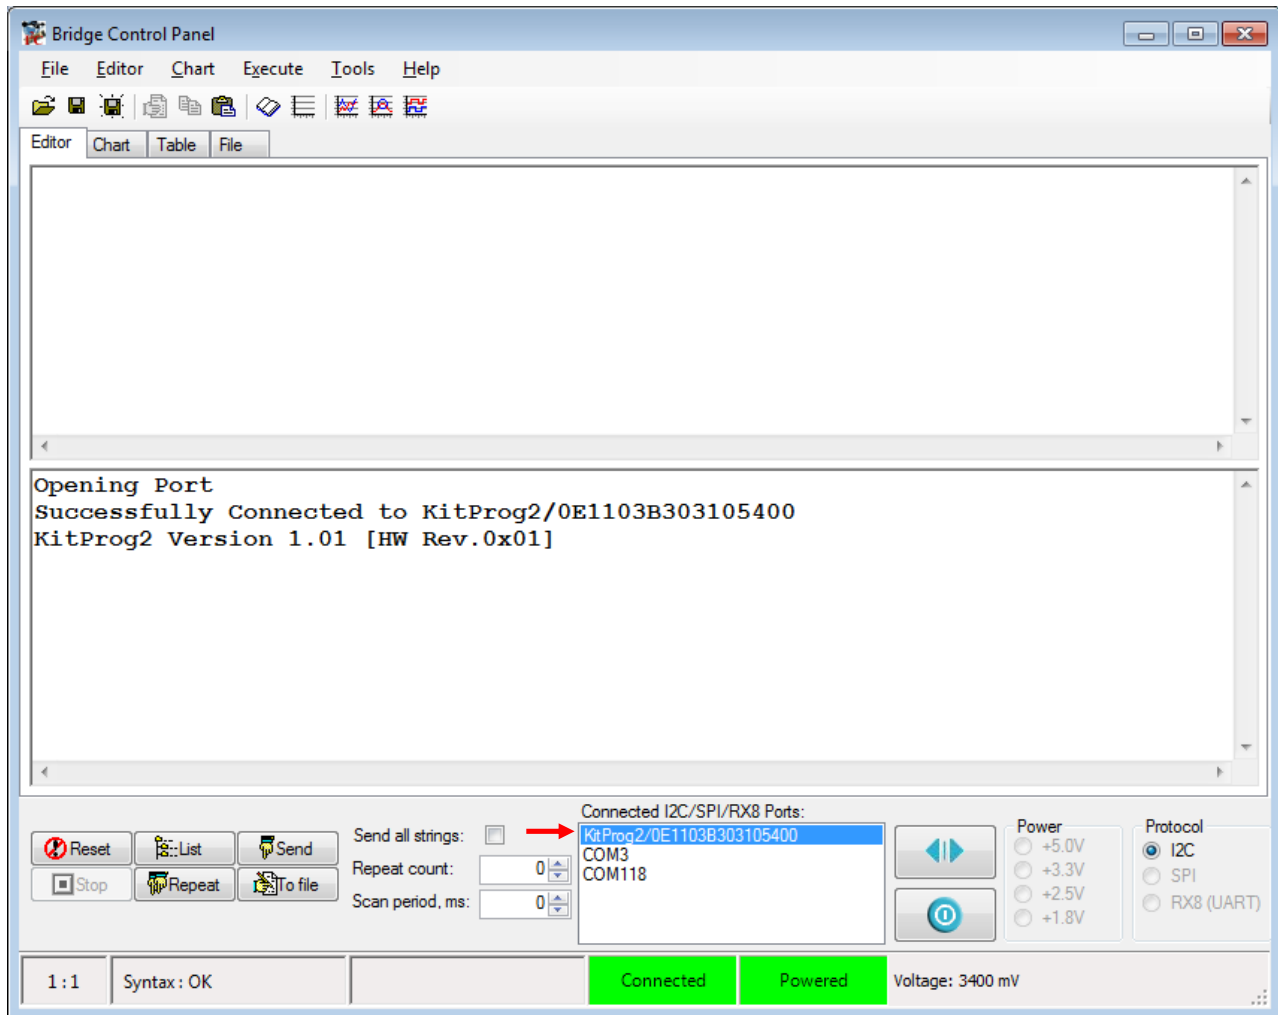 Bridge Control Panel
File Editor Chart Execute Tools Help
Editor Chart Table File
Opening Port
Successfully Connected to KitProg2/0E1103B303105400
KitProg2 Version 1.01 [HW Rev.0x01]
Connected I2C/SPI/RX8 Ports:
Reset List Send
Stop Repeat To file
Send all strings:
Repeat count: 0
Scan period, ms: 0
KitProg2/0E1103B303105400
COM3
COM118
Power
+5.0V
+3.3V
+2.5V
+1.8V
Protocol
I2C
SPI
RX8 (UART)
1:1 Syntax : OK Connected Powered Voltage: 3400 mV